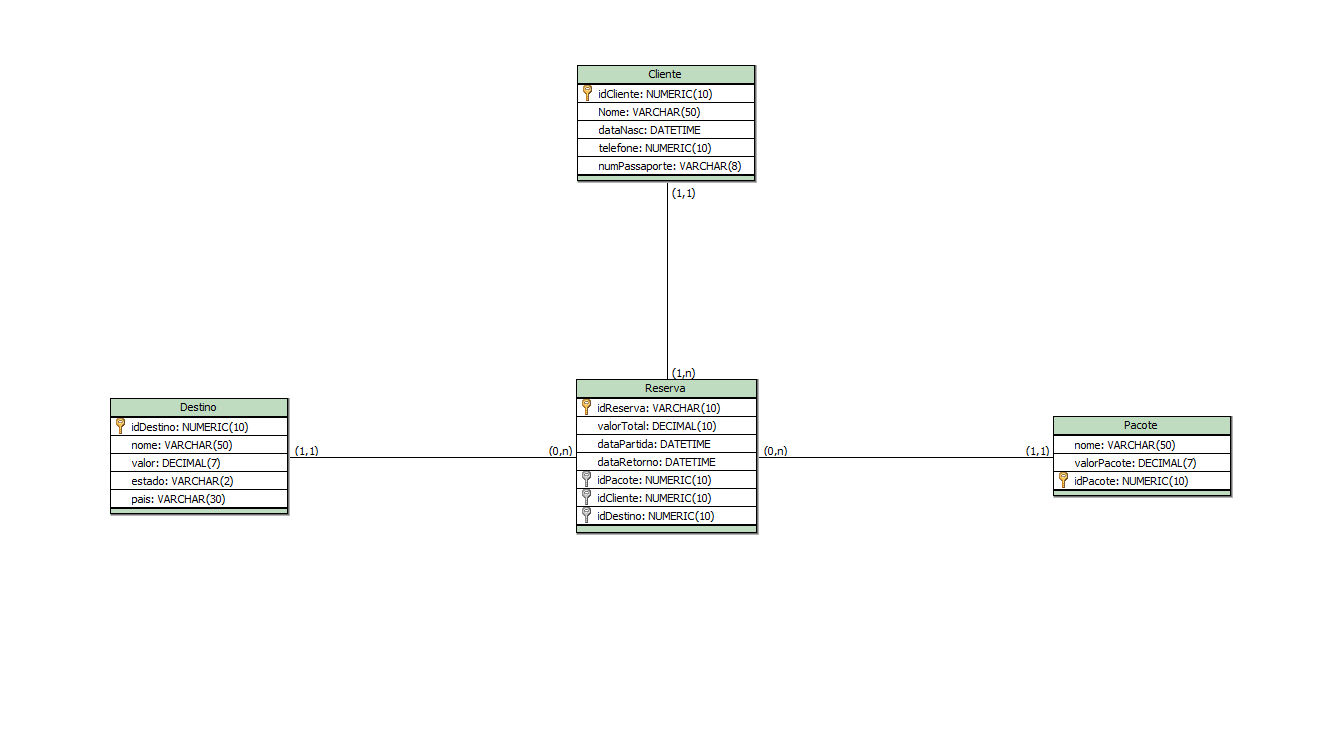 Cliente
idCliente: NUMERIC(10)
Nome: VARCHAR(50)
dataNasc: DATETIME
telefone: NUMERIC(10)
numPassaporte: VARCHAR(8)
(1,1)
(1,n)
Destino
idDestino: NUMERIC(10)
nome: VARCHAR(50)
valor: DECIMAL(7)
estado: VARCHAR(2)
pais: VARCHAR(30)
(1,1)
(0,n)
Reserva
idReserva: VARCHAR(10)
valorTotal: DECIMAL(10)
dataPartida: DATETIME
dataRetorno: DATETIME
idPacote: NUMERIC(10)
idCliente: NUMERIC(10)
idDestino: NUMERIC(10)
(0,n)
(1,1)
Pacote
nome: VARCHAR(50)
valorPacote: DECIMAL(7)
idPacote: NUMERIC(10)